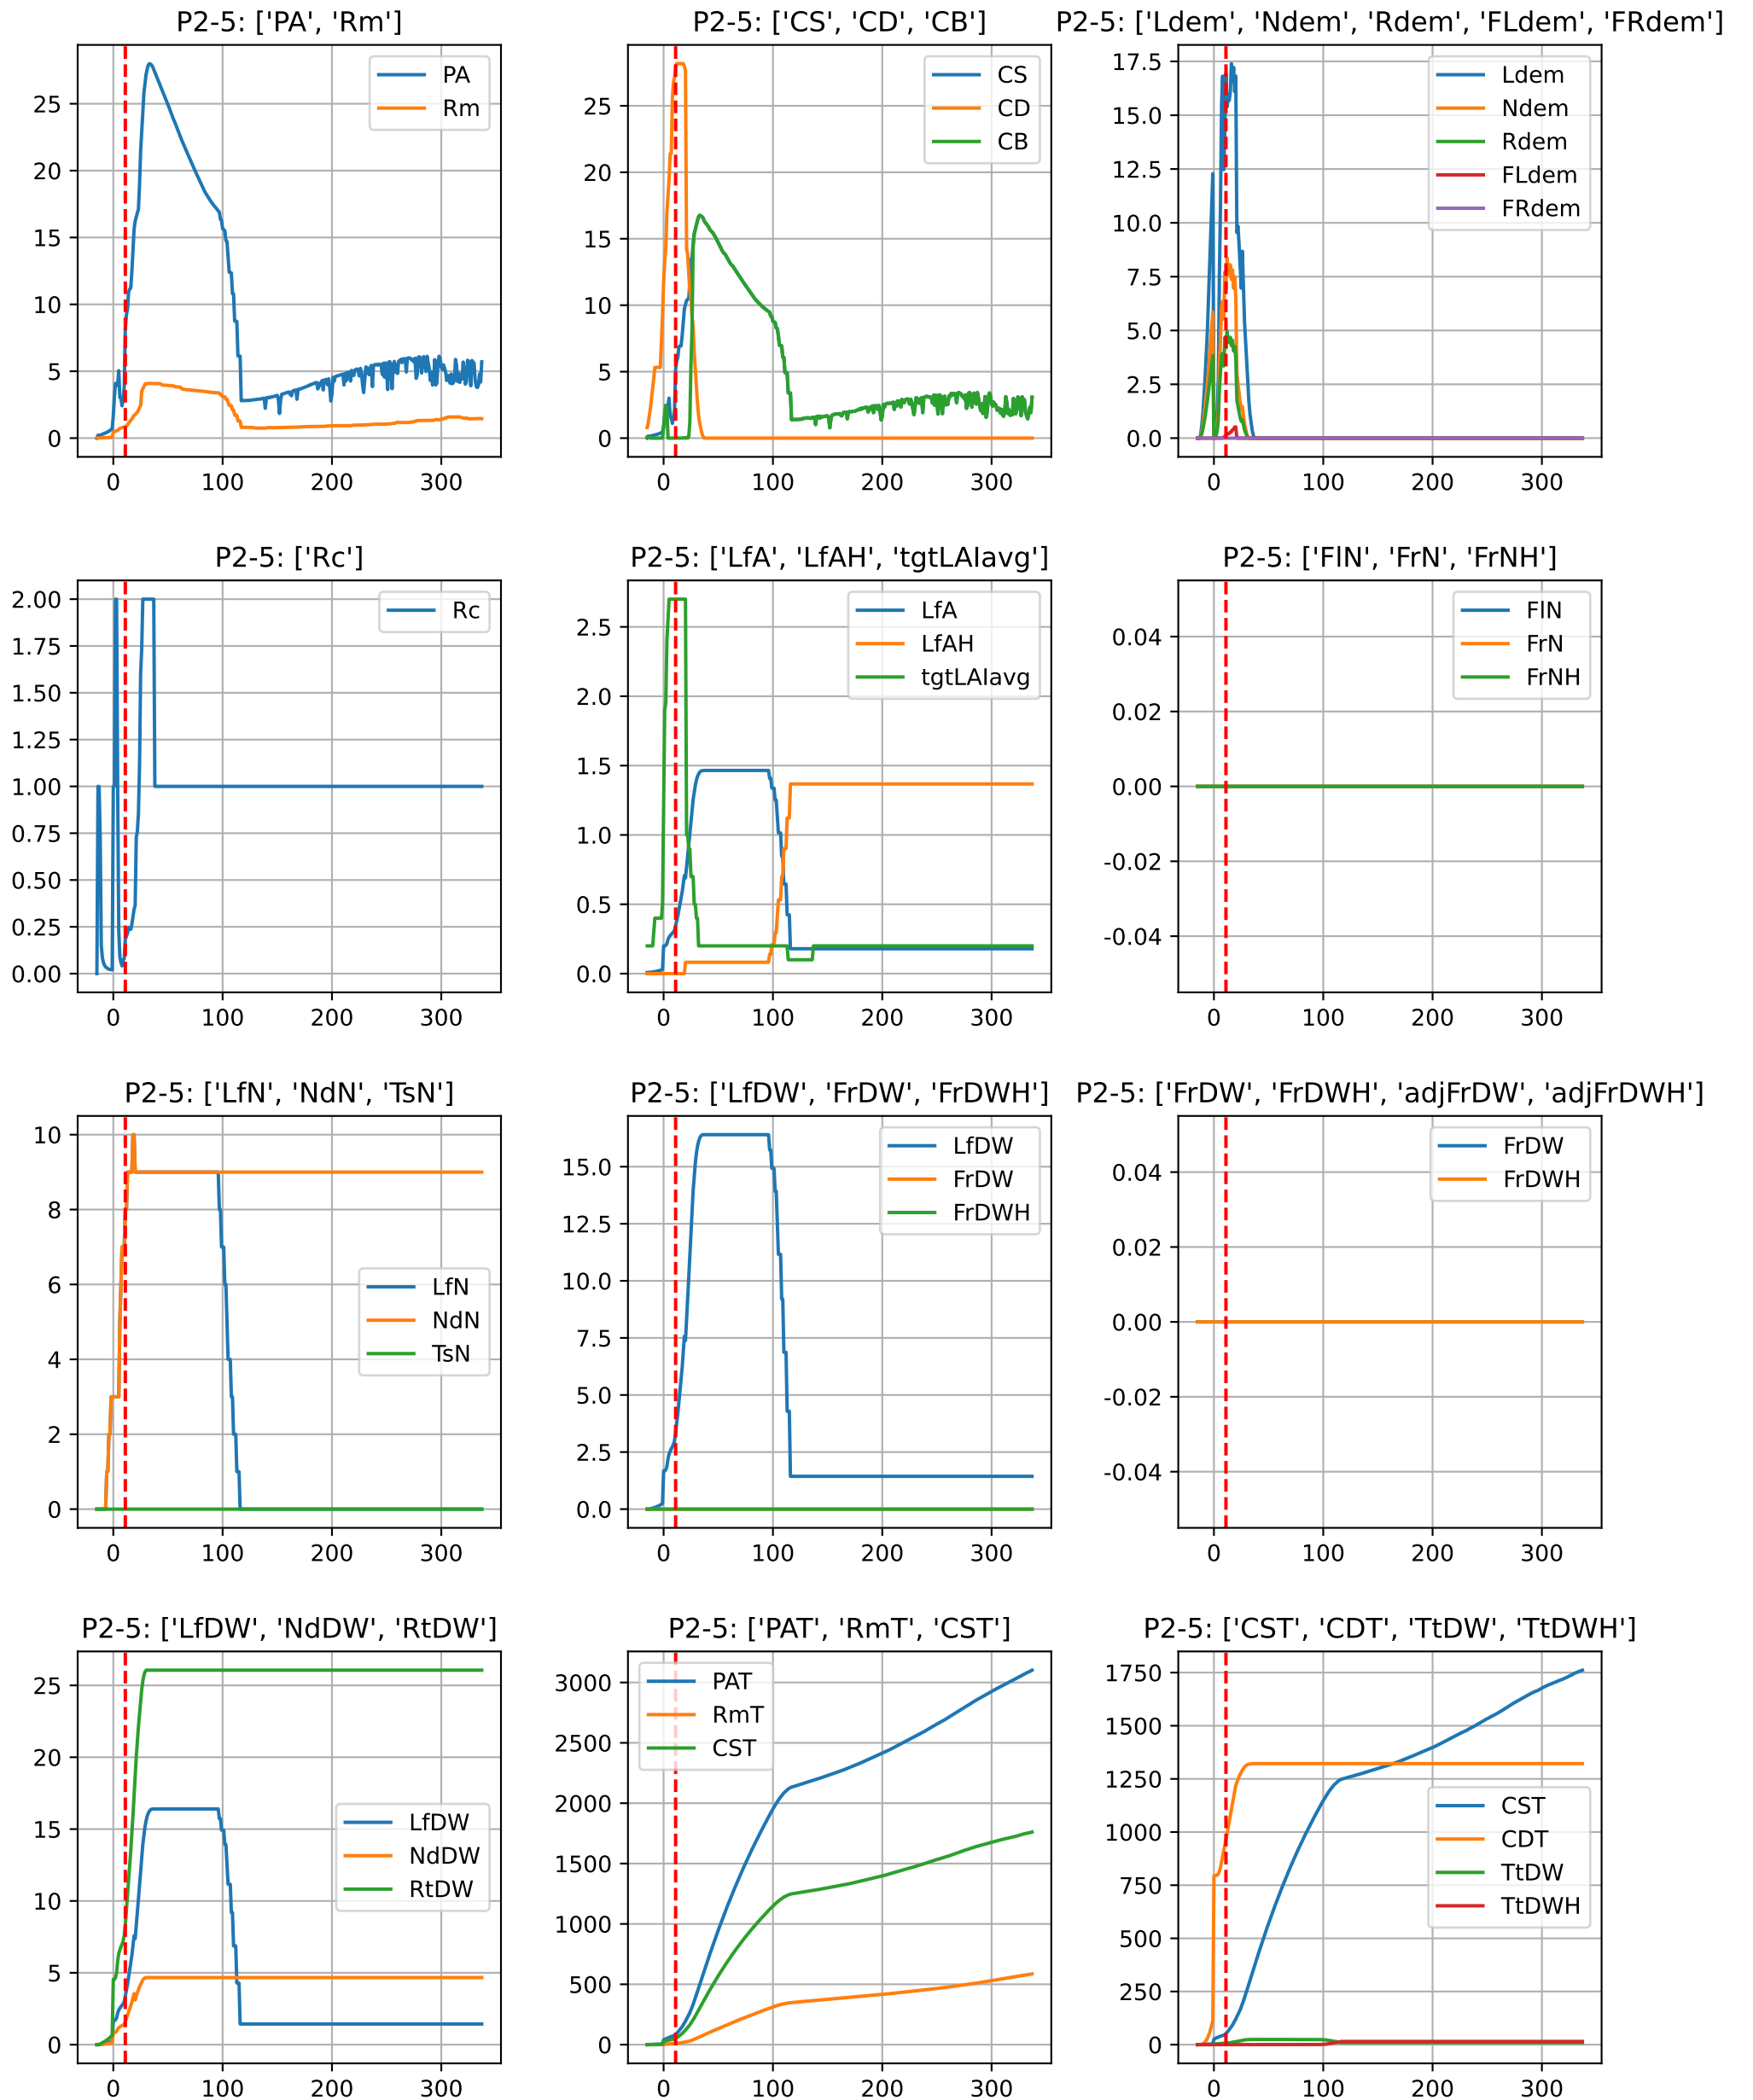 P2-5: ['PA', 'Rm']
PA
Rm
25
20
15
10
5
0
0 100 200 300
P2-5: ['CS', 'CD', 'CB']
CS
CD
CB
25
20
15
10
5
0
0 100 200 300
P2-5: ['Ldem', 'Ndem', 'Rdem', 'FLdem', 'FRdem']
Ldem
Ndem
Rdem
FLdem
FRdem
17.5
15.0
12.5
10.0
7.5
5.0
2.5
0.0
0 100 200 300
P2-5: ['Rc']
Rc
2.00
1.75
1.50
1.25
1.00
0.75
0.50
0.25
0.00
0 100 200 300
P2-5: ['LfA', 'LfAH', 'tgtLAIavg']
LfA
LfAH
tgtLAIavg
2.5
2.0
1.5
1.0
0.5
0.0
0 100 200 300
P2-5: ['FlN', 'FrN', 'FrNH']
FlN
FrN
FrNH
0.04
0.02
0.00
-0.02
-0.04
0 100 200 300
P2-5: ['LfN', 'NdN', 'TsN']
LfN
NdN
TsN
10
8
6
4
2
0
0 100 200 300
P2-5: ['LfDW', 'FrDW', 'FrDWH']
LfDW
FrDW
FrDWH
15.0
12.5
10.0
7.5
5.0
2.5
0.0
0 100 200 300
P2-5: ['FrDW', 'FrDWH', 'adjFrDW', 'adjFrDWH']
FrDW
FrDWH
0.04
0.02
0.00
-0.02
-0.04
0 100 200 300
P2-5: ['LfDW', 'NdDW', 'RtDW']
LfDW
NdDW
RtDW
25
20
15
10
5
0
0 100 200 300
P2-5: ['PAT', 'RmT', 'CST']
PAT
RmT
CST
3000
2500
2000
1500
1000
500
0
0 100 200 300
P2-5: ['CST', 'CDT', 'TtDW', 'TtDWH']
CST
CDT
TtDW
TtDWH
1750
1500
1250
1000
750
500
250
0
0 100 200 300